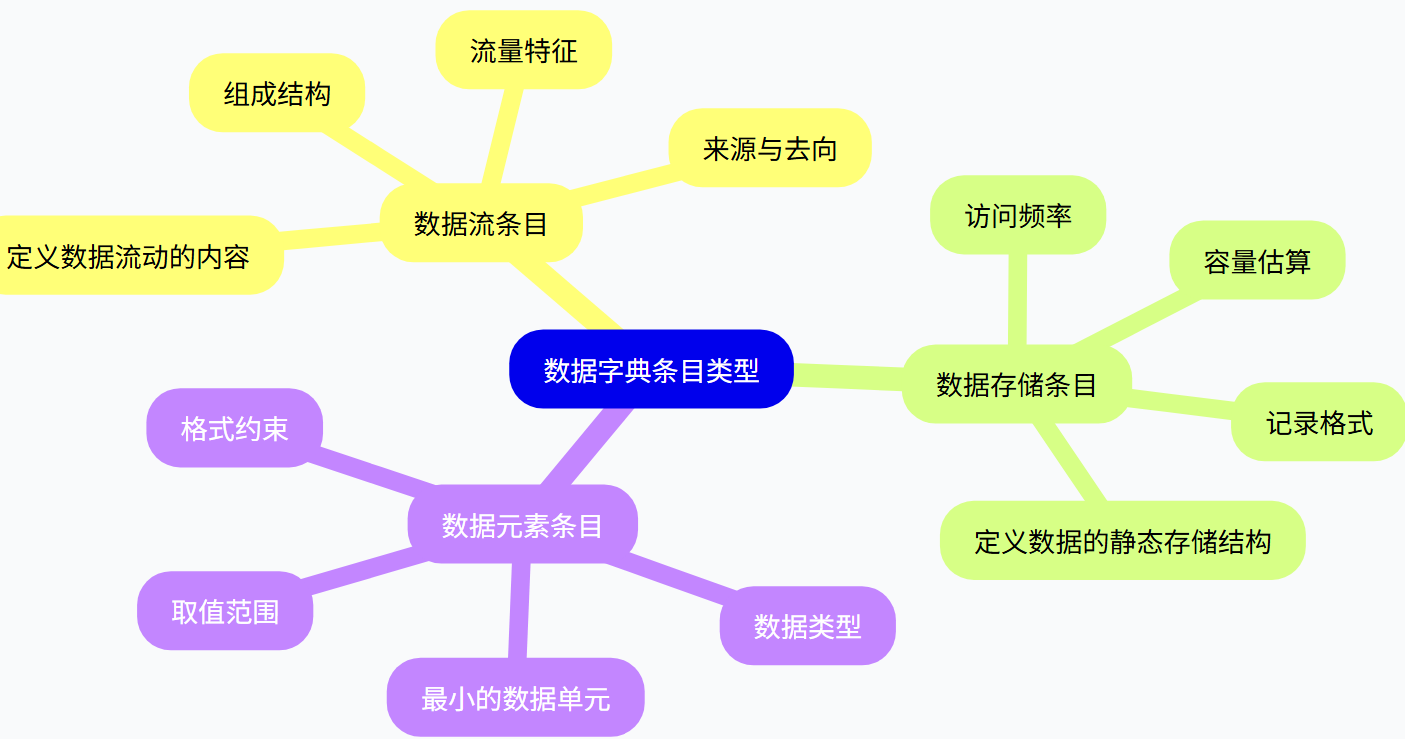 流量特征
组成结构
来源与去向
数据流条目
定义数据流动的内容
访问频率
容量估算
数据字典条目类型
数据存储条目
记录格式
格式约束
数据元素条目
定义数据的静态存储结构
取值范围
数据类型
最小的数据单元